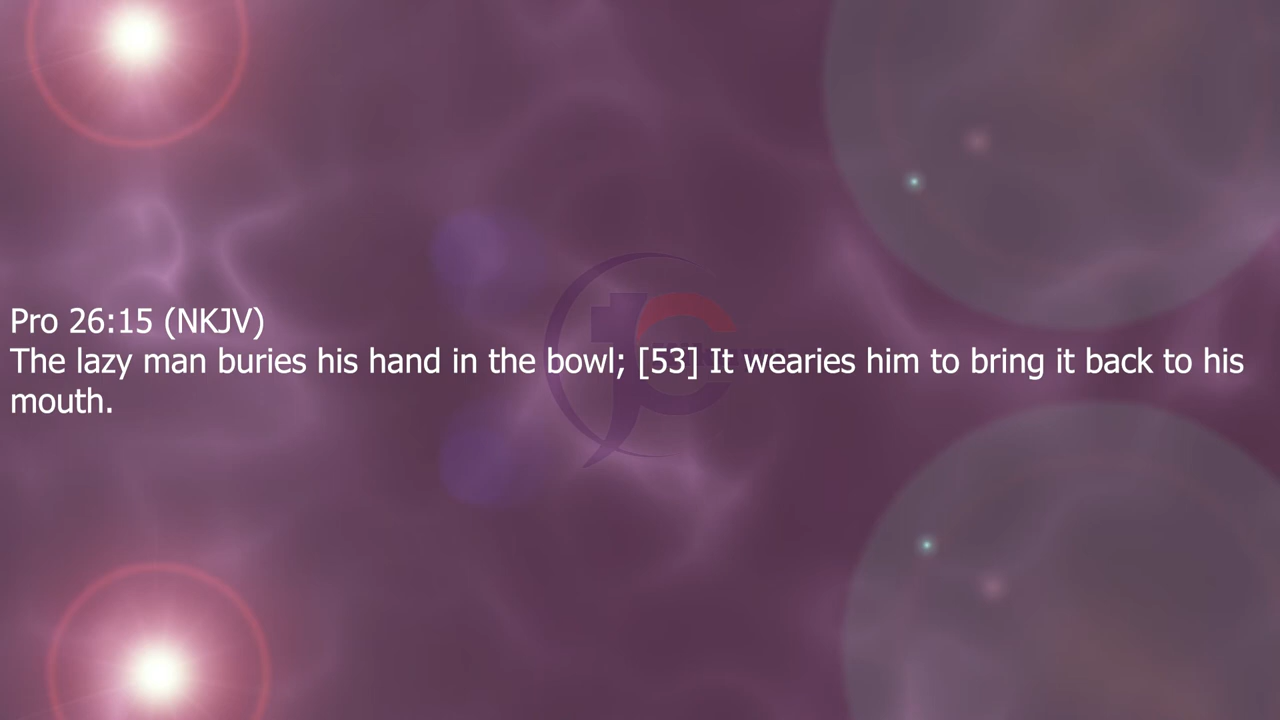 Pro 26:15 (NKJV)
The lazy man buries his hand in the bowl; [53] It wearies him to bring it back to his
mouth.